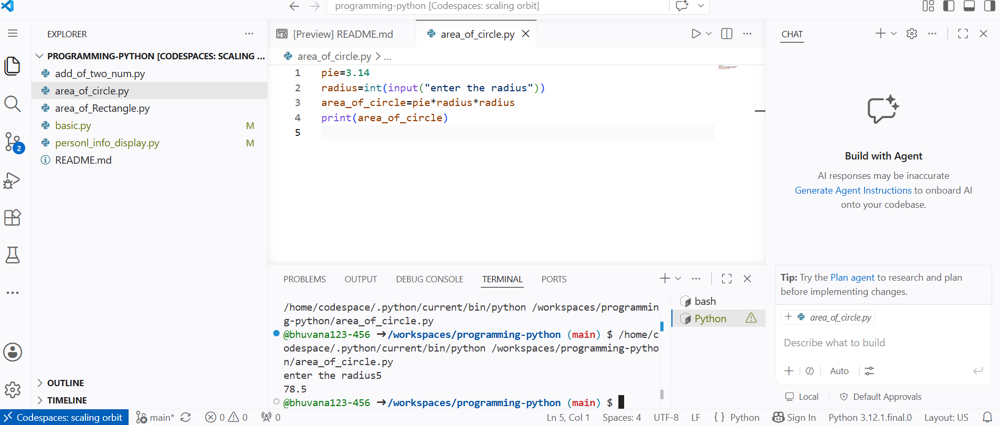 programming-python [Codespaces: scaling orbit]
EXPLORER
PROGRAMMING-PYTHON [CODESPACES: SCALING ...
add_of_two_num.py
area_of_circle.py
area_of_Rectangle.py
basic.py M
personl_info_display.py M
README.md
2
OUTLINE
TIMELINE
[Preview] README.md
area_of_circle.py
area_of_circle.py > ...
1 pie=3.14
2 radius=int(input("enter the radius"))
3 area_of_circle=pie*radius*radius
4 print(area_of_circle)
5
PROBLEMS OUTPUT DEBUG CONSOLE TERMINAL PORTS
/home/codespace/.python/current/bin/python /workspaces/programmin
g-python/area_of_circle.py
@bhuvana123-456 →/workspaces/programming-python (main) $ /home/c
odespace/.python/current/bin/python /workspaces/programming-pytho
n/area_of_circle.py
enter the radius5
78.5
@bhuvana123-456 →/workspaces/programming-python (main) $
bash
Python
CHAT
Build with Agent
AI responses may be inaccurate
Generate Agent Instructions to onboard AI
onto your codebase.
Tip: Try the Plan agent to research and plan
before implementing changes.
area_of_circle.py
Describe what to build
Auto
Local Default Approvals
Codespaces: scaling orbit main* 0 0 0 Ln 5, Col 1 Spaces: 4 UTF-8 LF { } Python Sign In Python 3.12.1.final.0 Layout: US